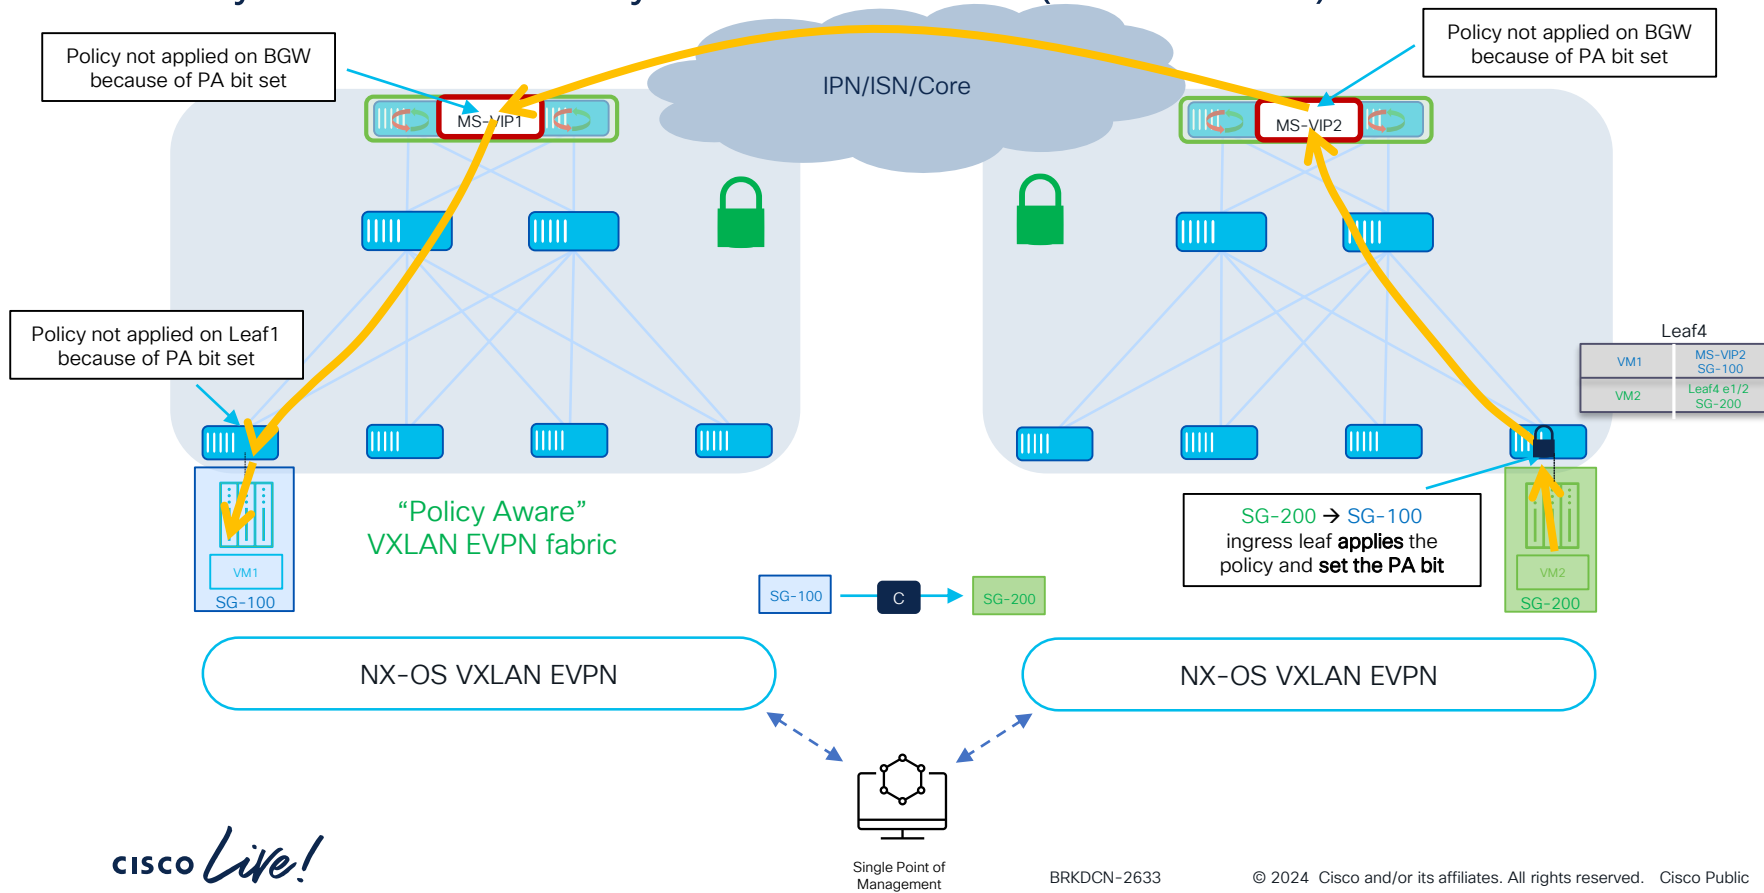 Policy not applied on BGW
because of PA bit set
IPN/ISN/Core
Policy not applied on BGW
because of PA bit set
MS-VIP1
MS-VIP2
Policy not applied on Leaf1
because of PA bit set
Leaf4
VM1
MS-VIP2
SG-100
VM2
Leaf4 e1/2
SG-200
"Policy Aware"
VXLAN EVPN fabric
SG-200 → SG-100
ingress leaf applies the
policy and set the PA bit
VM1
SG-100
VM2
SG-200
SG-100
C
SG-200
NX-OS VXLAN EVPN
NX-OS VXLAN EVPN
Single Point of
Management
CISCO Live!
BRKDCN-2633
© 2024 Cisco and/or its affiliates. All rights reserved. Cisco Public